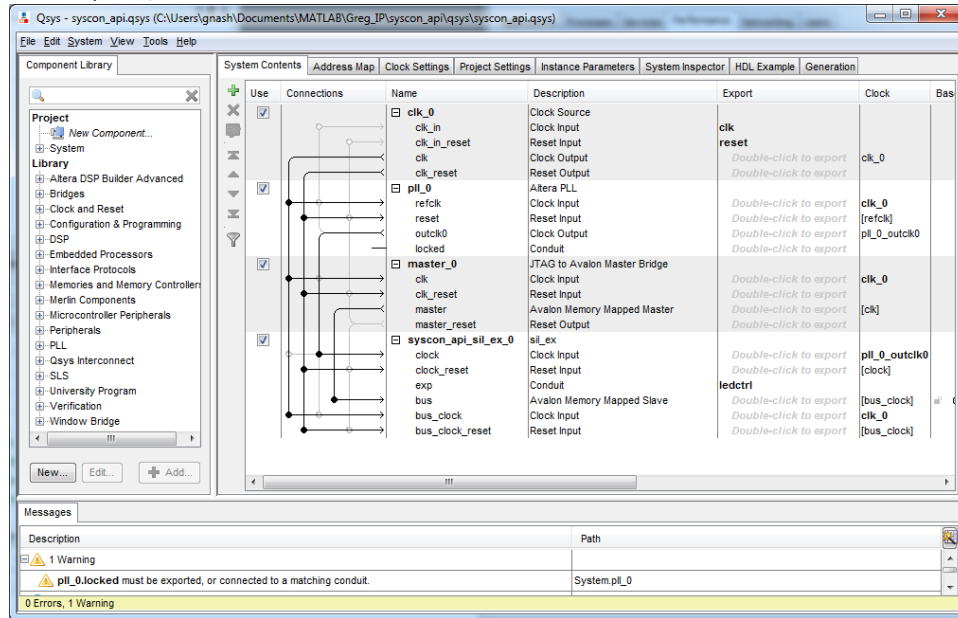 Qsys - syscon_api.qsys (C:\Users\gnash\Documents\MATLAB\Greg_IP\syscon_api\qsys\syscon_api.qsys)
File Edit System View Tools Help
Component Library
Project
New Component...
System
Library
Altera DSP Builder Advanced
Bridges
Clock and Reset
Configuration & Programming
DSP
Embedded Processors
Interface Protocols
Memories and Memory Controllers
Merlin Components
Microcontroller Peripherals
Peripherals
PLL
Qsys Interconnect
SLS
University Program
Verification
Window Bridge
New... Edit... Add...
System Contents Address Map Clock Settings Project Settings Instance Parameters System Inspector HDL Example Generation
Use Connections Name Description Export Clock Bas
clk_0 Clock Source
clk_in Clock Input clk
clk_in_reset Reset Input reset
clk Clock Output Double-click to export clk_0
clk_reset Reset Output Double-click to export
pll_0 Altera PLL
refclk Clock Input Double-click to export clk_0
reset Reset Input Double-click to export [refclk]
outclk0 Clock Output Double-click to export pll_0_outclk0
locked Conduit Double-click to export
master_0 JTAG to Avalon Master Bridge
clk Clock Input Double-click to export clk_0
clk_reset Reset Input Double-click to export
master Avalon Memory Mapped Master Double-click to export [clk]
master_reset Reset Output Double-click to export
syscon_api_sil_ex_0 sil_ex
clock Clock Input Double-click to export pll_0_outclk0
clock_reset Reset Input Double-click to export [clock]
exp Conduit ledctrl
bus Avalon Memory Mapped Slave Double-click to export [bus_clock]
bus_clock Clock Input Double-click to export clk_0
bus_clock_reset Reset Input Double-click to export [bus_clock]
Messages
Description Path
1 Warning
pll_0.locked must be exported, or connected to a matching conduit. System.pll_0
0 Errors, 1 Warning